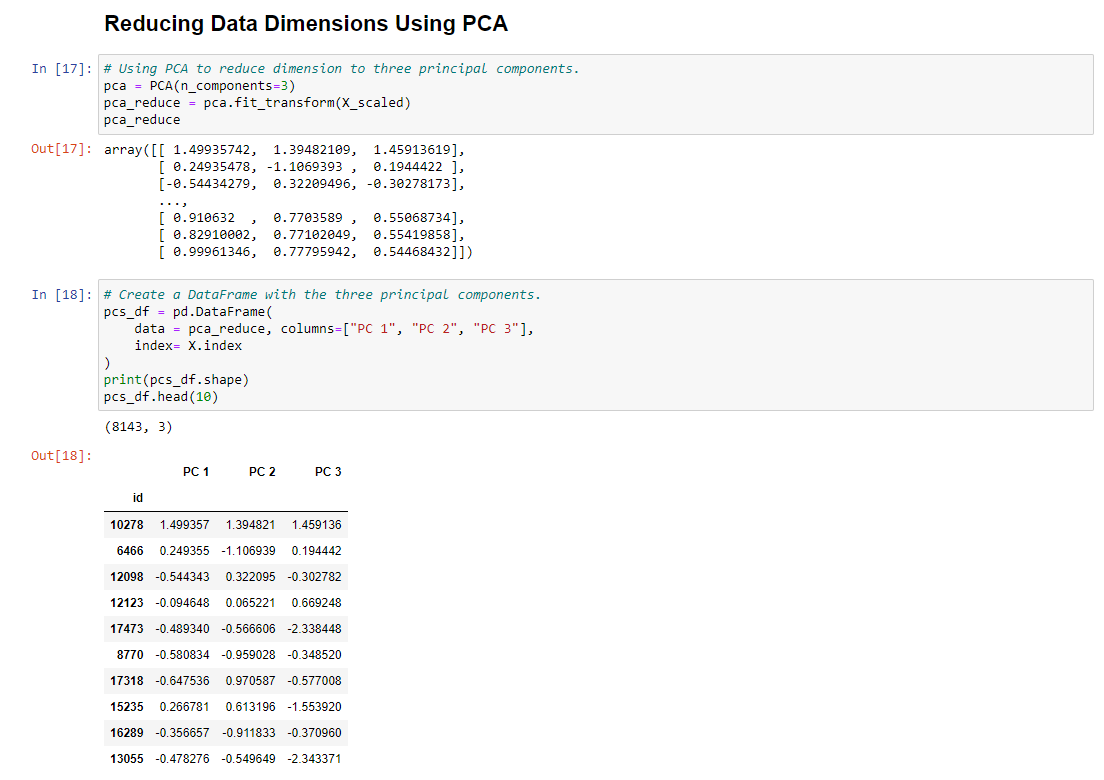 Reducing Data Dimensions Using PCA
In [17]: # Using PCA to reduce dimension to three principal components.
pca = PCA(n_components=3)
pca_reduce = pca.fit_transform(X_scaled)
pca_reduce
Out[17]: array([[ 1.49935742,  1.39482109,  1.45913619],
[ 0.24935478, -1.1069393 ,  0.1944422 ],
[-0.54434279,  0.32209496, -0.30278173],
...,
[ 0.910632  ,  0.7703589 ,  0.55068734],
[ 0.82910002,  0.77102049,  0.55419858],
[ 0.99961346,  0.77795942,  0.54468432]])
In [18]: # Create a DataFrame with the three principal components.
pcs_df = pd.DataFrame(
data = pca_reduce, columns=["PC 1", "PC 2", "PC 3"],
index= X.index
)
print(pcs_df.shape)
pcs_df.head(10)
(8143, 3)
Out[18]:
PC 1 PC 2 PC 3
id
10278 1.499357 1.394821 1.459136
6466 0.249355 -1.106939 0.194442
12098 -0.544343 0.322095 -0.302782
12123 -0.094648 0.065221 0.669248
17473 -0.489340 -0.566606 -2.338448
8770 -0.580834 -0.959028 -0.348520
17318 -0.647536 0.970587 -0.577008
15235 0.266781 0.613196 -1.553920
16289 -0.356657 -0.911833 -0.370960
13055 -0.478276 -0.549649 -2.343371